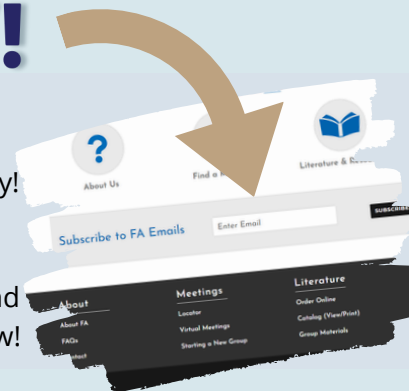 !
?
About Us
Find a
Literature &
y!
Subscribe to FA Emails
Enter Email
SUBSCRIBE
nd
w!
About
Meetings
Literature
About FA
Locator
Order Online
FAQs
Virtual Meetings
Catalog (View/Print)
Starting a New Group
Group Materials